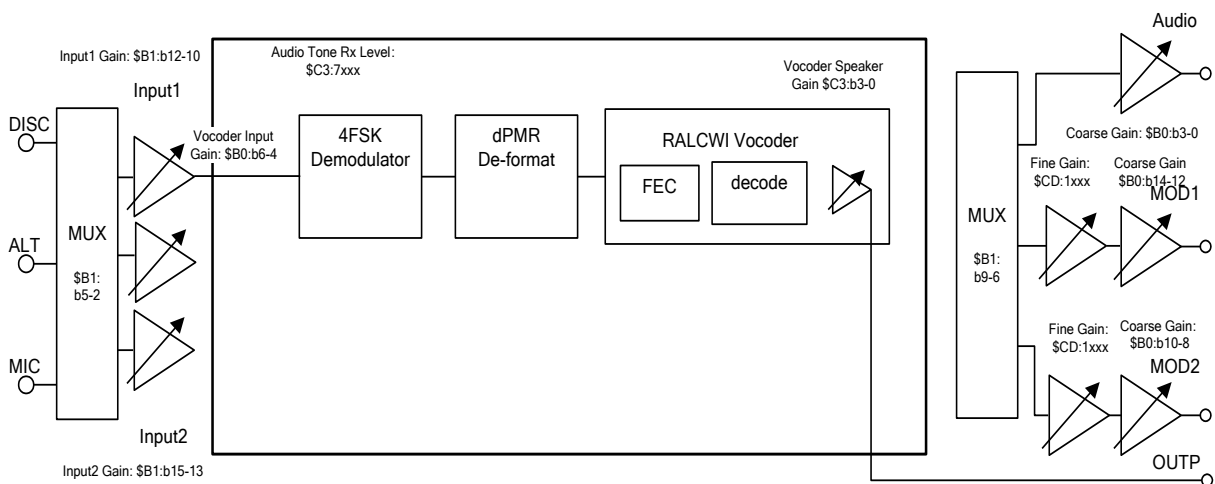 Input1 Gain: $B1:b12-10
Input1
DISC
ALT
MIC
MUX
$B1:
b5-2
Input2
Input2 Gain: $B1:b15-13
Vocoder Input
Gain: $B0:b6-4
Audio Tone Rx Level:
$C3:7xxx
4FSK
Demodulator
dPMR
De-format
Vocoder Speaker
Gain $C3:b3-0
RALCWI Vocoder
FEC
decode
MUX
$B1:
b9-6
Audio
Coarse Gain: $B0:b3-0
Fine Gain:
$CD:1xxx
Coarse Gain
$B0:b14-12
MOD1
Fine Gain:
$CD:1xxx
Coarse Gain:
$B0:b10-8
MOD2
OUTP